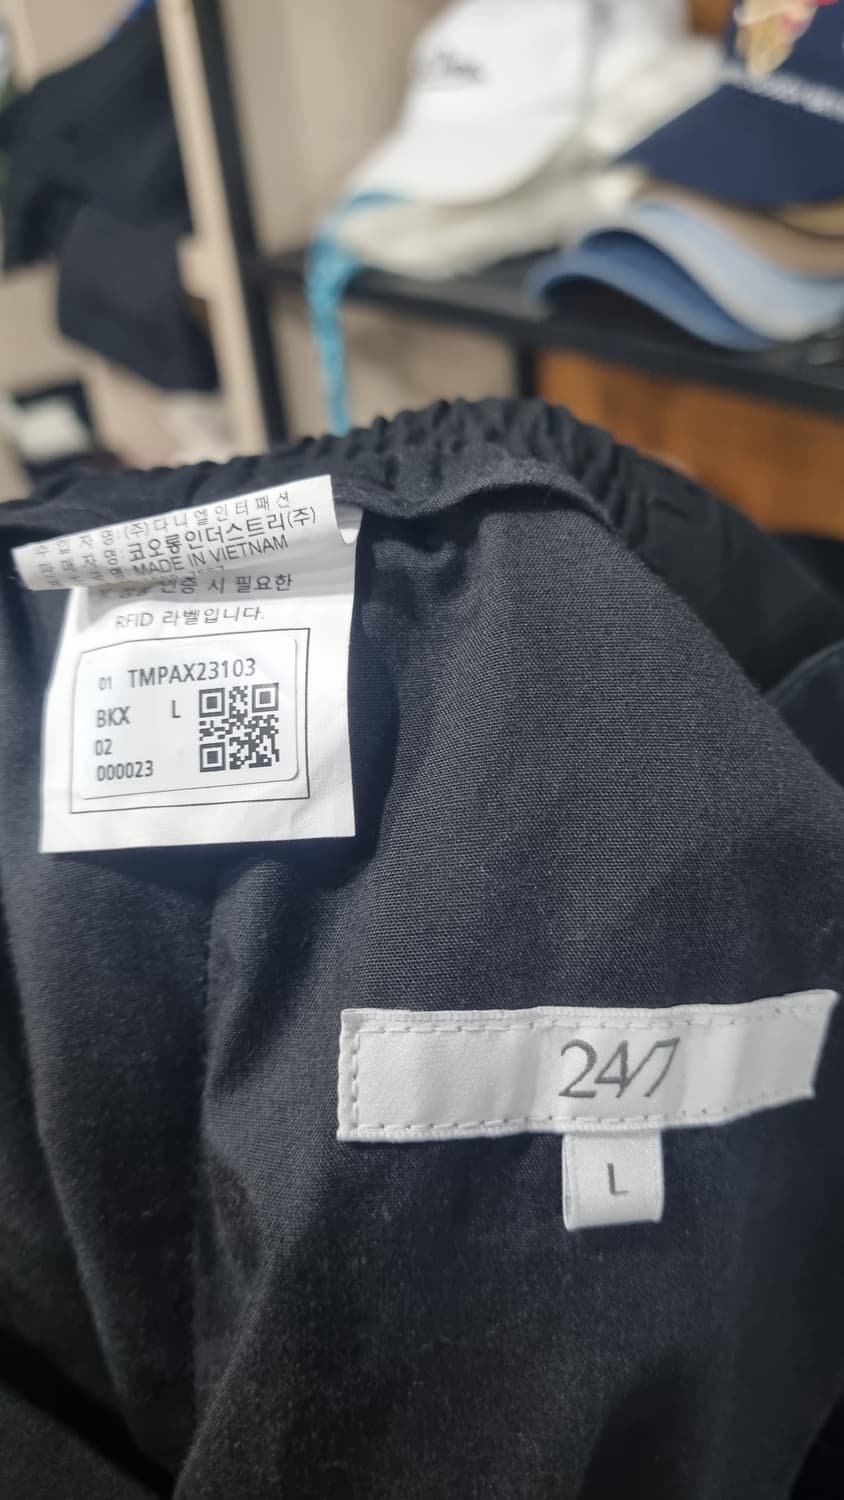 수입자명:(주)다니엘인터패션
판매자명:코오롱인더스트리(주)
MADE IN VIETNAM
인증 시 필요한
RFID 라벨입니다.
01 TMPAX23103
BKX L
02
000023
24/7
L